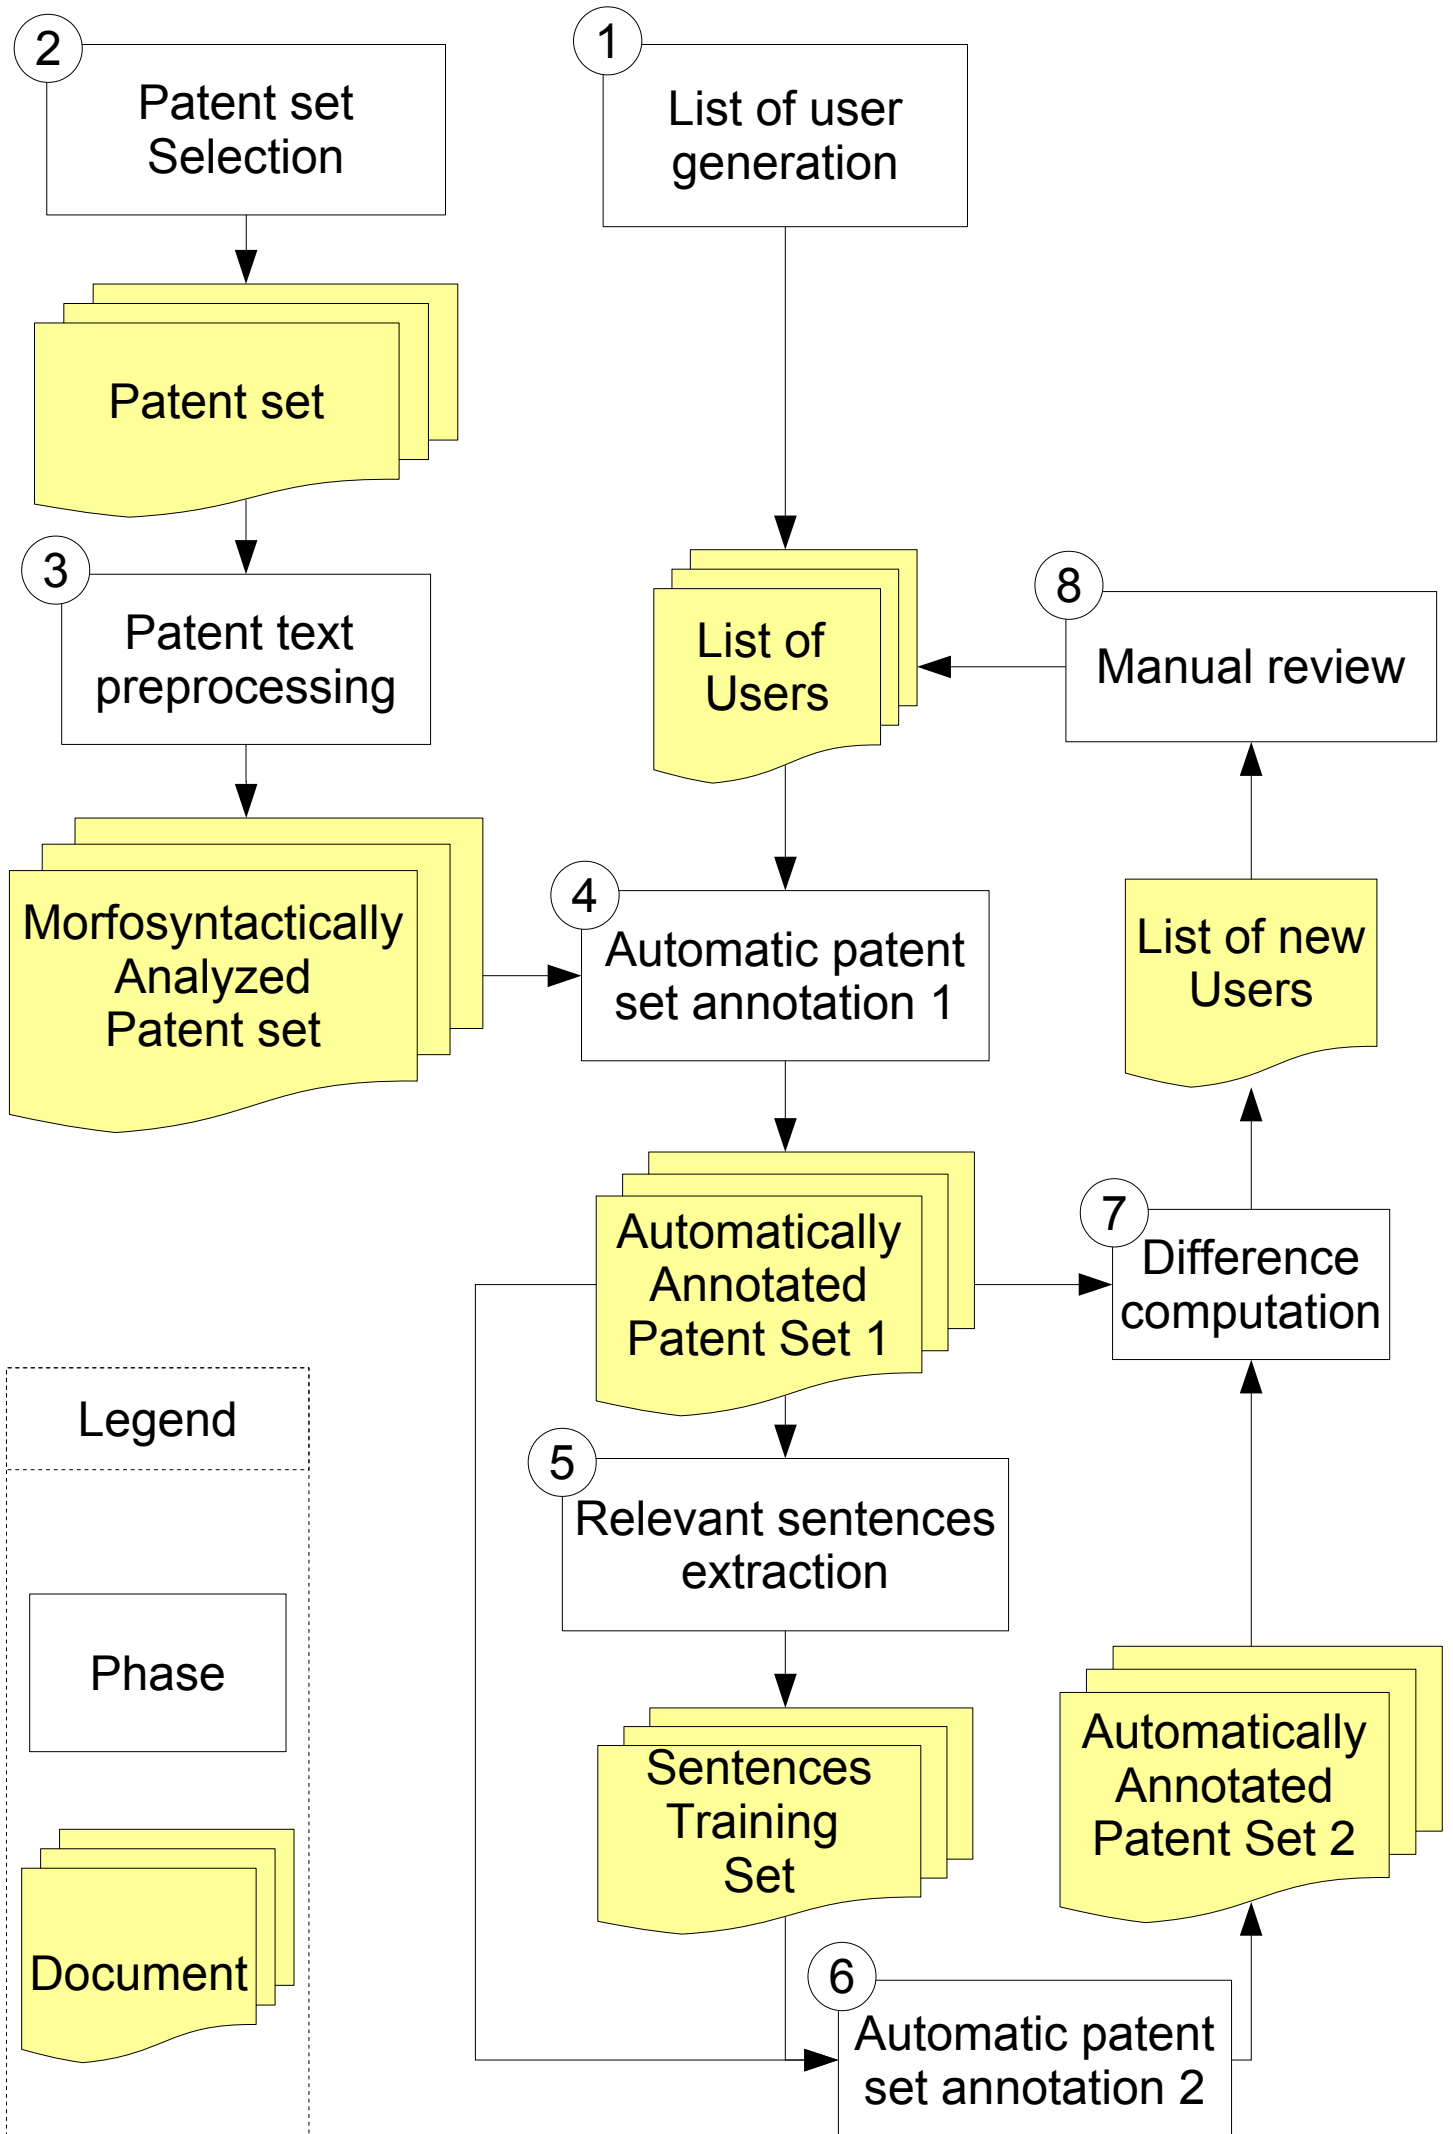 2
Patent set
Selection
1
List of user
generation
Patent set
3
Patent text
preprocessing
List of
Users
8
Manual review
Morfosyntactically
Analyzed
Patent set
4
Automatic patent
set annotation 1
List of new
Users
Automatically
Annotated
Patent Set 1
7
Difference
computation
Legend
Phase
Document
5
Relevant sentences
extraction
Sentences
Training
Set
Automatically
Annotated
Patent Set 2
6
Automatic patent
set annotation 2